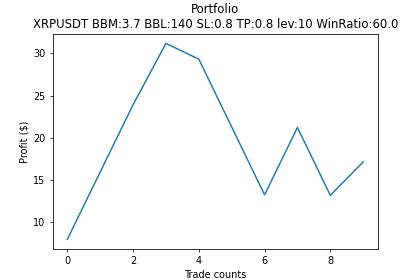 Portfolio
XRPUSDT BBM:3.7 BBL:140 SL:0.8 TP:0.8 lev:10 WinRatio:60.0
30
25
20
15
10
Profit ($)
0 2 4 6 8
Trade counts